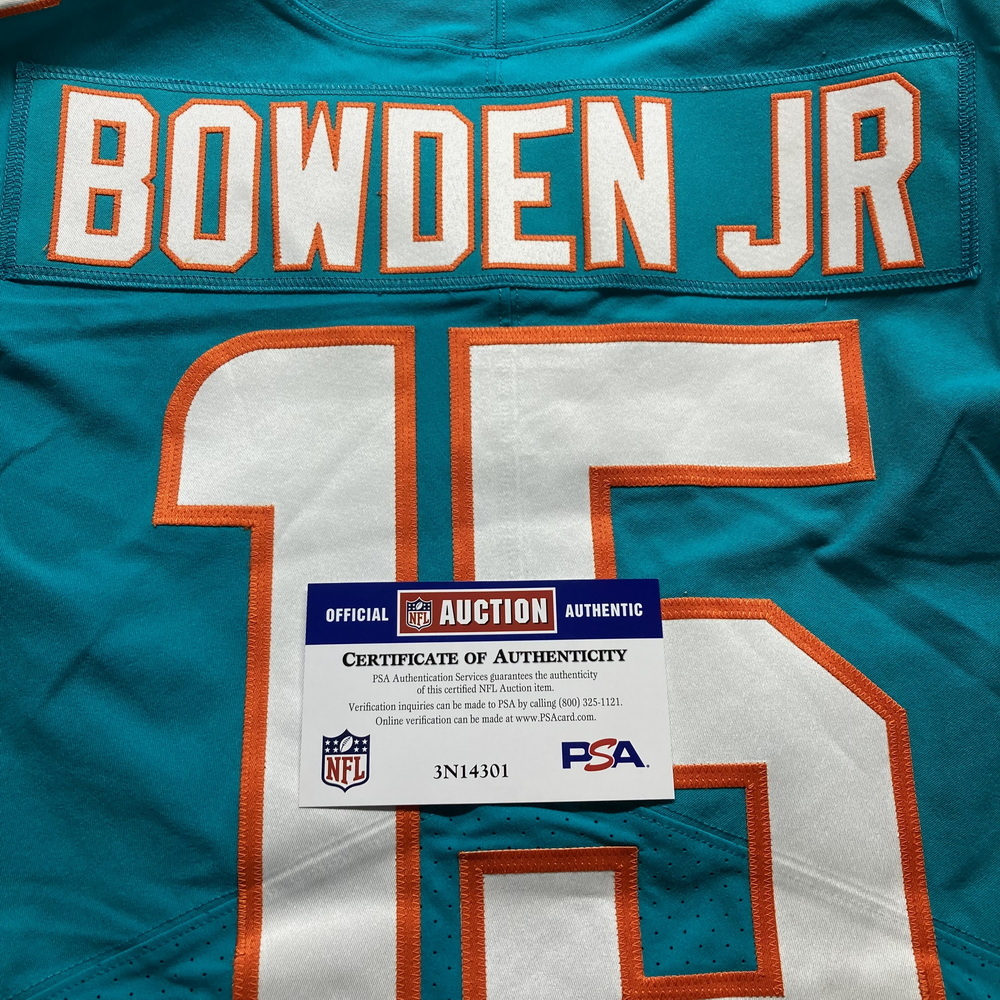 BOWDEN JR
15
OFFICIAL NFL AUCTION AUTHENTIC
CERTIFICATE OF AUTHENTICITY
PSA Authentication Services guarantees the authenticity
of this certified NFL Auction item.
Verification inquiries can be made to PSA by calling (800) 325-1121.
Online verification can be made at www.PSAcard.com.
NFL 3N14301 PSA.